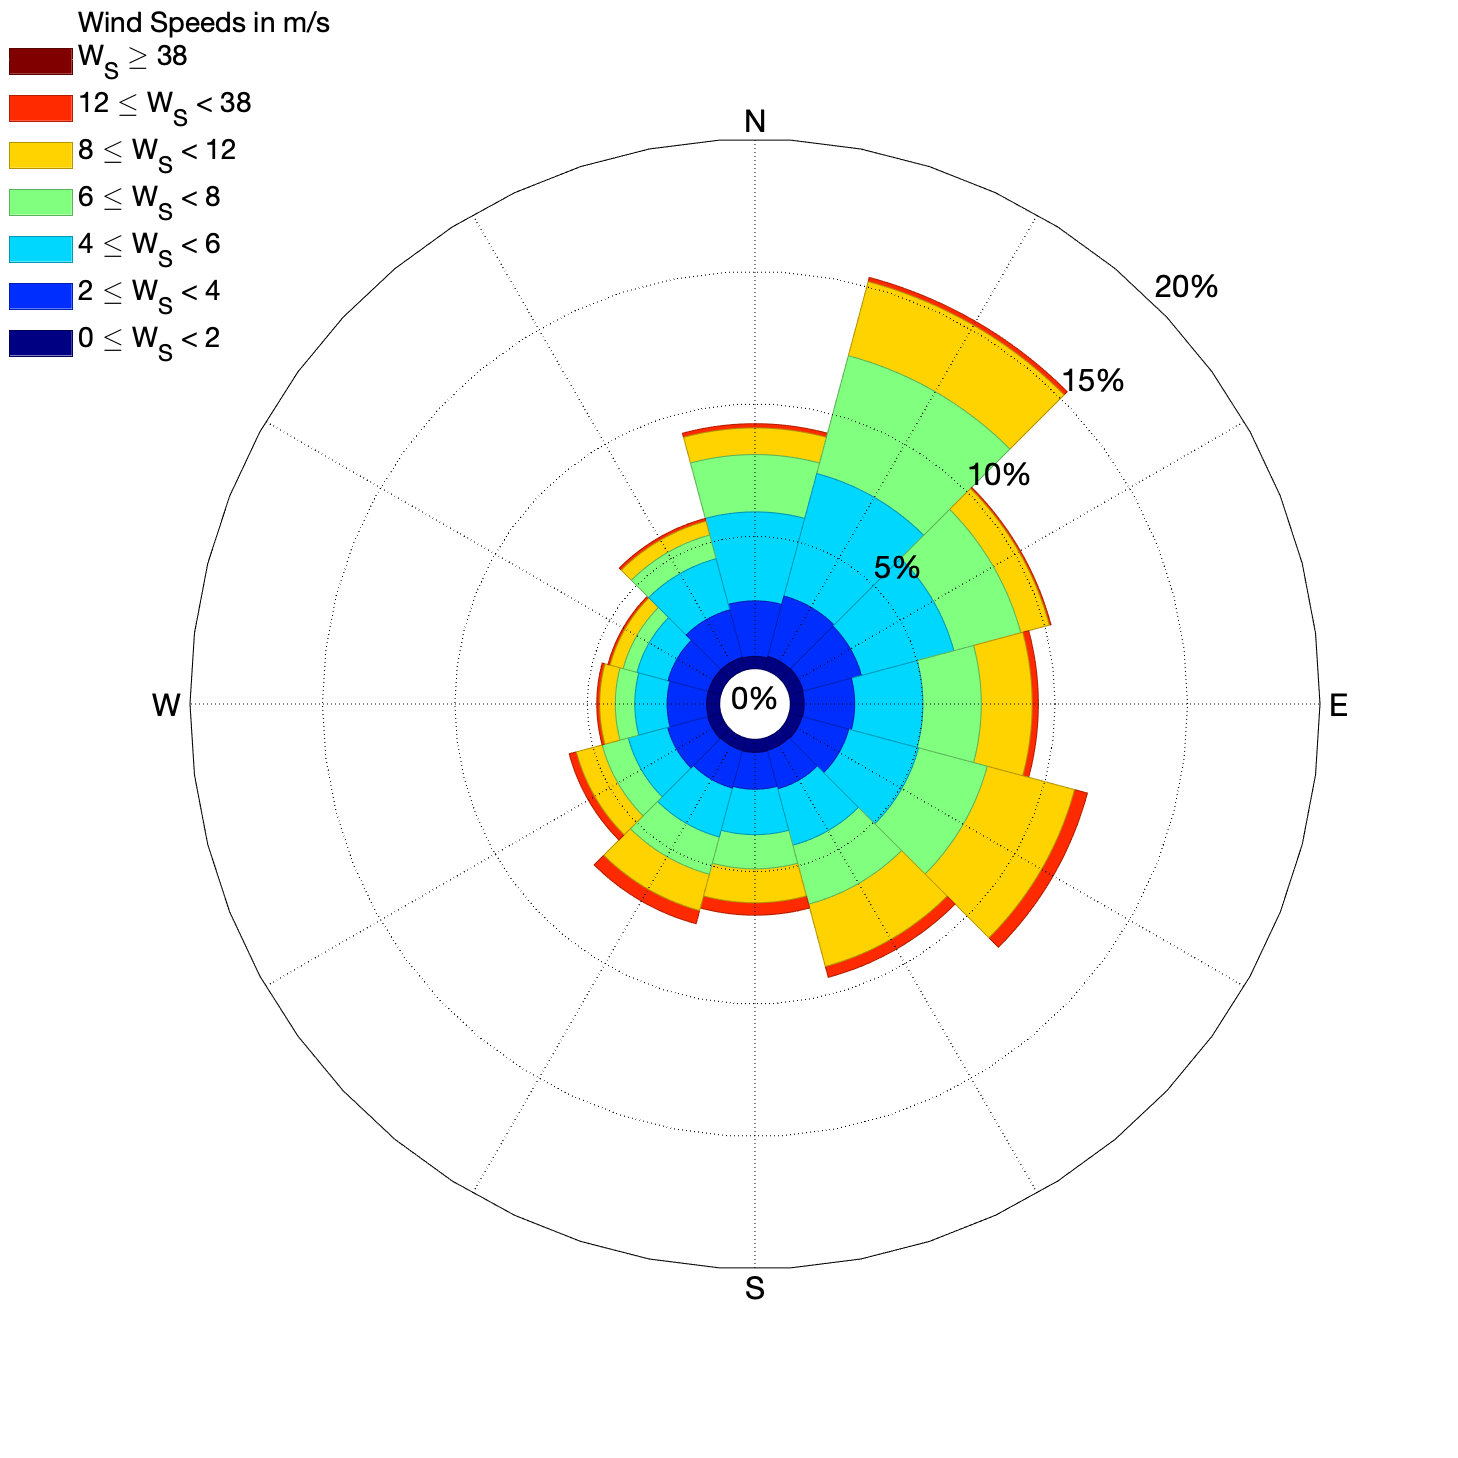 Wind Speeds in m/s
W_S ≥ 38
12 ≤ W_S < 38
8 ≤ W_S < 12
6 ≤ W_S < 8
4 ≤ W_S < 6
2 ≤ W_S < 4
0 ≤ W_S < 2
N
20%
15%
10%
5%
0%
W
E
S